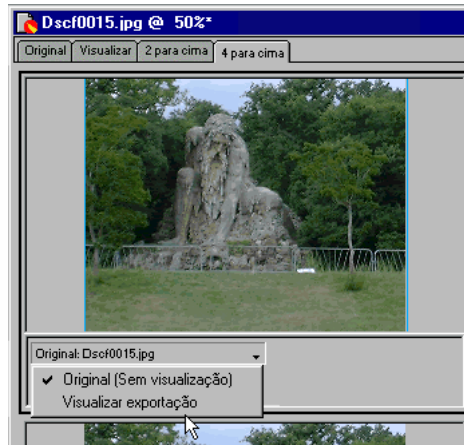 Dscf0015.jpg @ 50%*
Original Visualizar 2 para cima 4 para cima
Original: Dscf0015.jpg
Original (Sem visualização)
Visualizar exportação